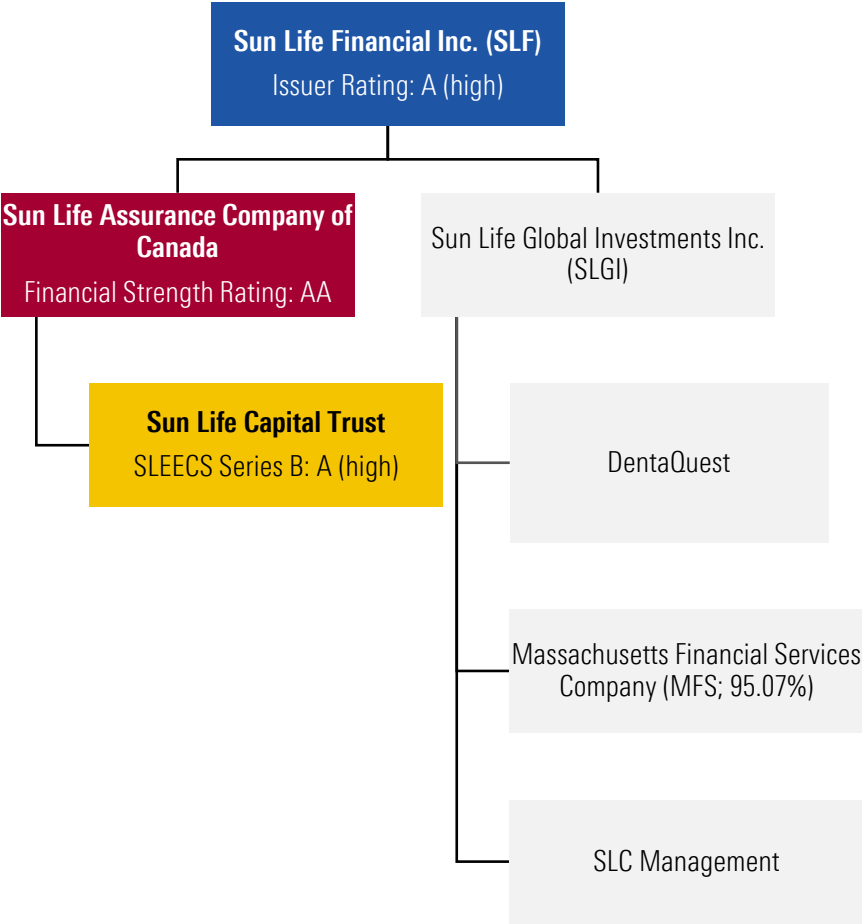 Sun Life Financial Inc. (SLF)
Issuer Rating: A (high)
Sun Life Assurance Company of
Canada
Financial Strength Rating: AA
Sun Life Global Investments Inc.
(SLGI)
Sun Life Capital Trust
SLEECS Series B: A (high)
DentaQuest
Massachusetts Financial Services
Company (MFS; 95.07%)
SLC Management